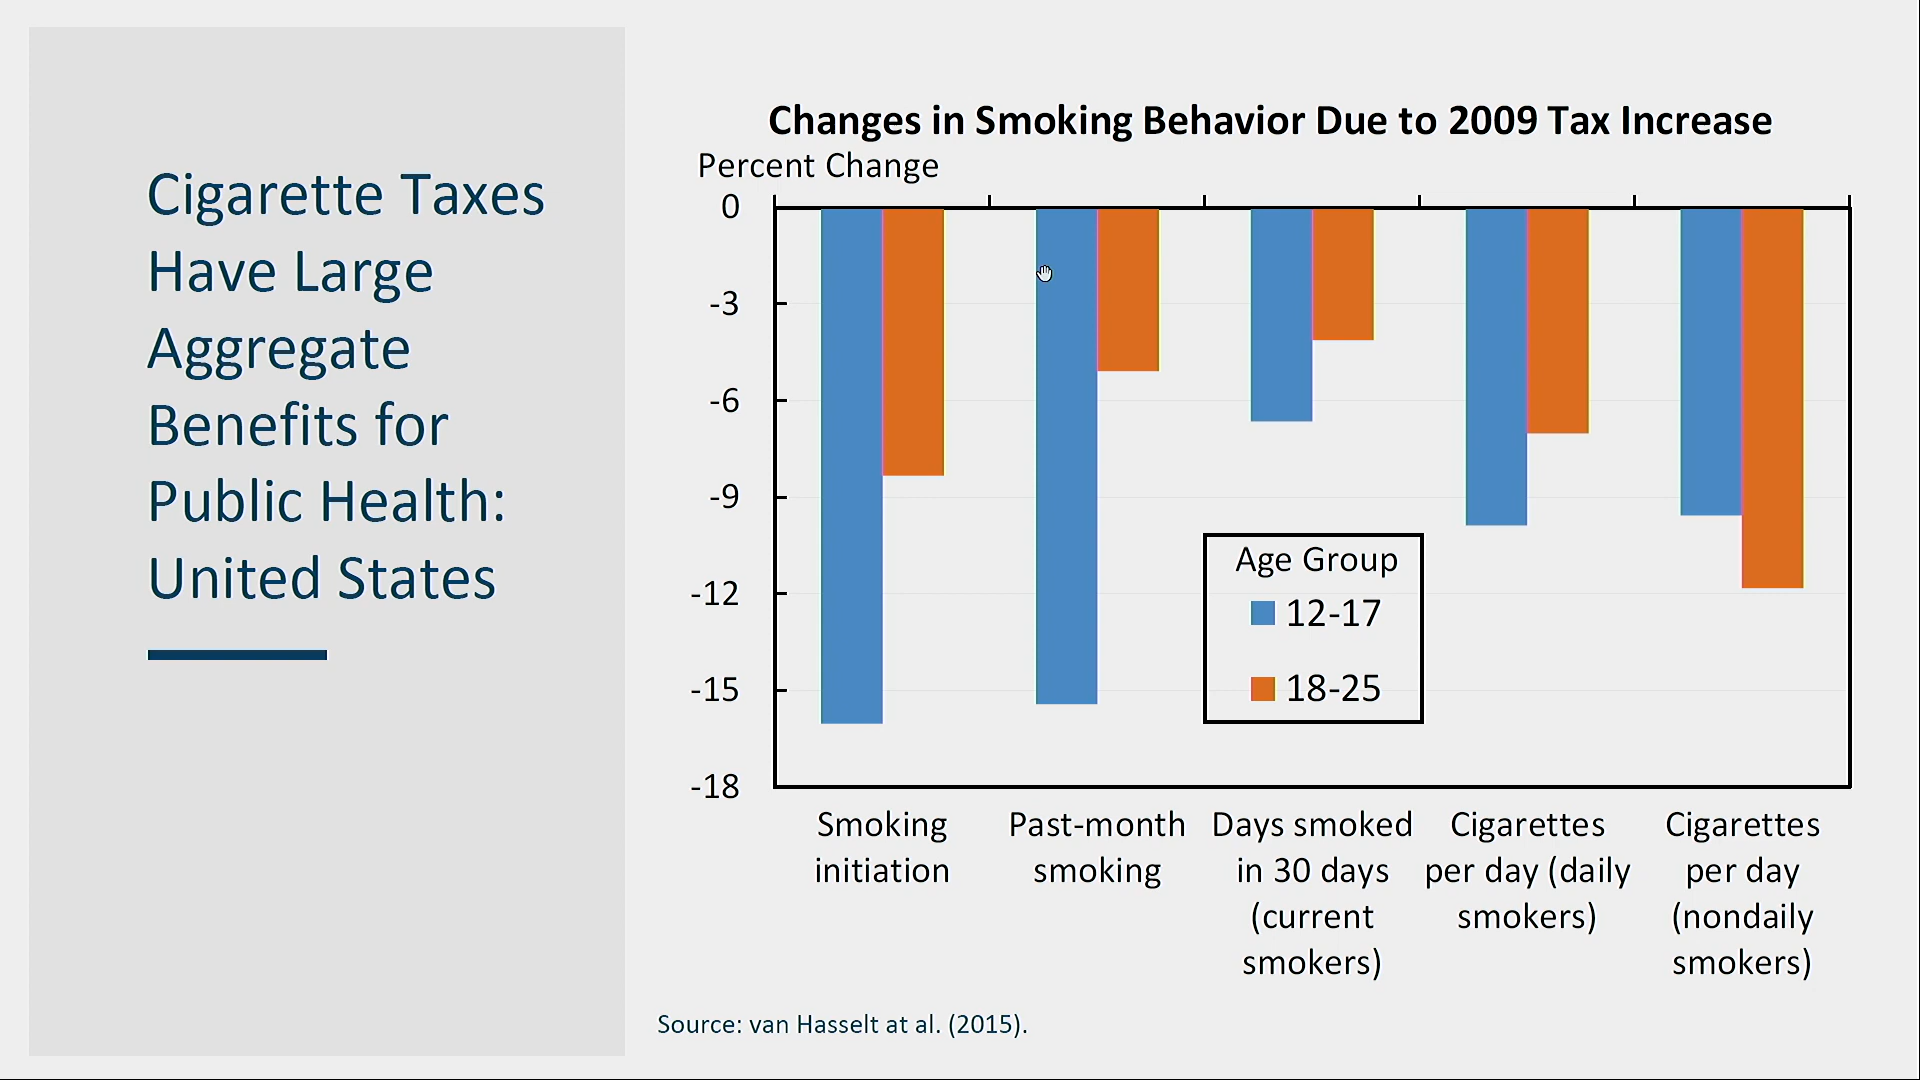 Cigarette Taxes
Have Large
Aggregate
Benefits for
Public Health:
United States
Changes in Smoking Behavior Due to 2009 Tax Increase
Percent Change
0
-3
-6
-9
-12
-15
-18
Age Group
12-17
18-25
Smoking
initiation
Past-month
smoking
Days smoked
in 30 days
(current
smokers)
Cigarettes
per day (daily
smokers)
Cigarettes
per day
(nondaily
smokers)
Source: van Hasselt at al. (2015).